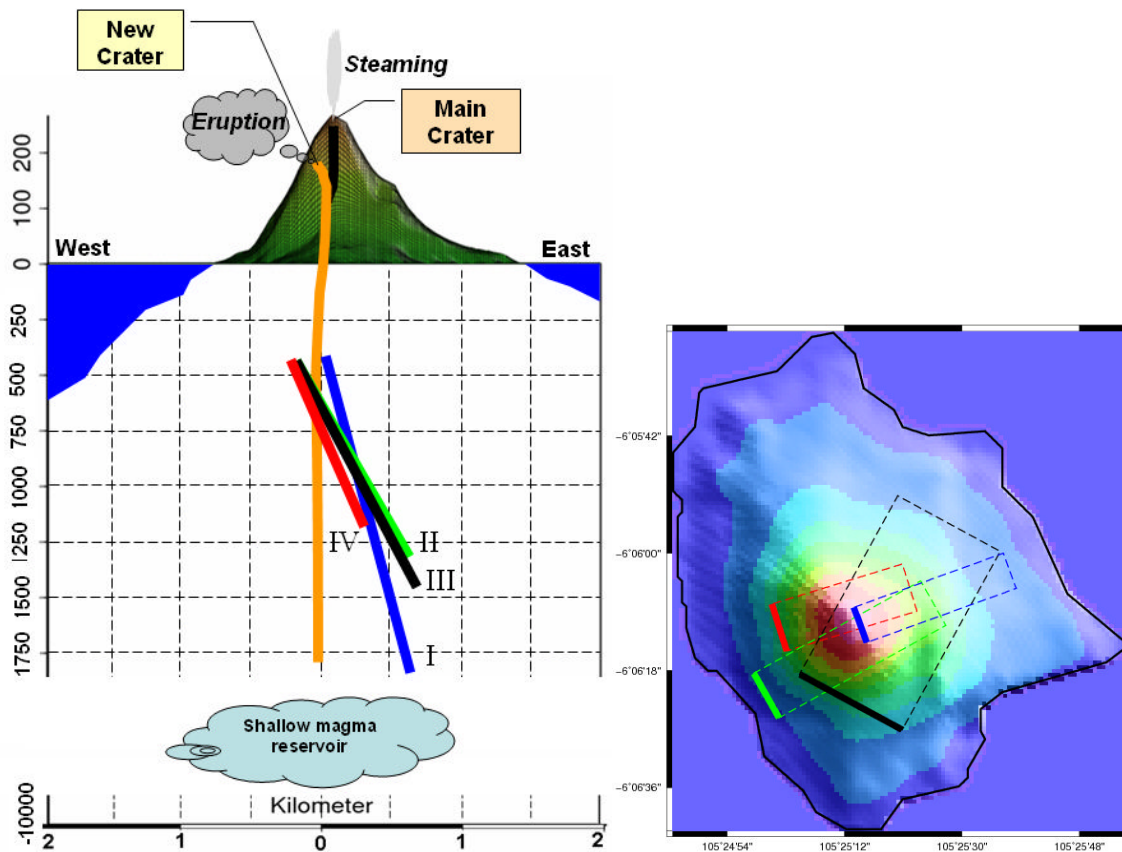 New
Crater
Steaming
Main
Crater
Eruption
200
100
0
West
East
250
500
750
1000
1250
1500
1750
IV
II
III
I
Shallow magma
reservoir
-10000
Kilometer
2
1
0
1
2
-6°05'42"
-6°06'00"
-6°06'18"
-6°06'36"
105°24'54"
105°25'12"
105°25'30"
105°25'48"